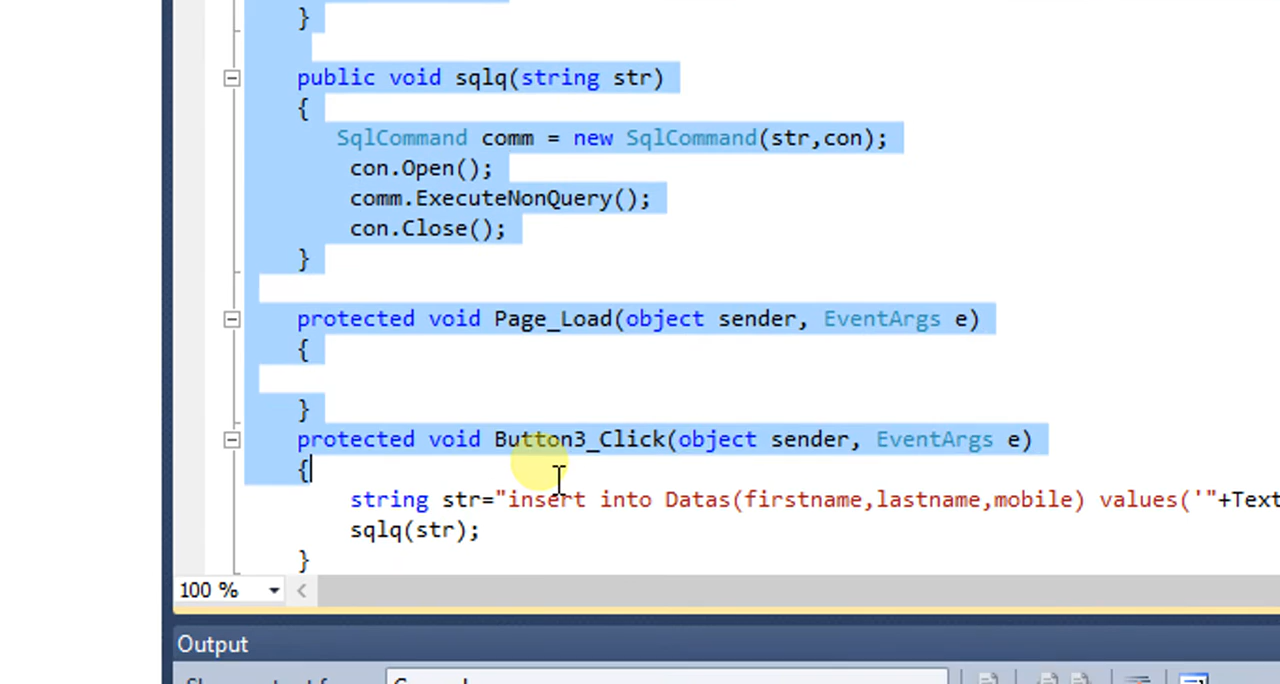 }
public void sqlq(string str)
{
SqlCommand comm = new SqlCommand(str,con);
con.Open();
comm.ExecuteNonQuery();
con.Close();
}
protected void Page_Load(object sender, EventArgs e)
{
}
protected void Button3_Click(object sender, EventArgs e)
{
string str="insert into Datas(firstname,lastname,mobile) values('"+Text
sqlq(str);
}
100 %
Output